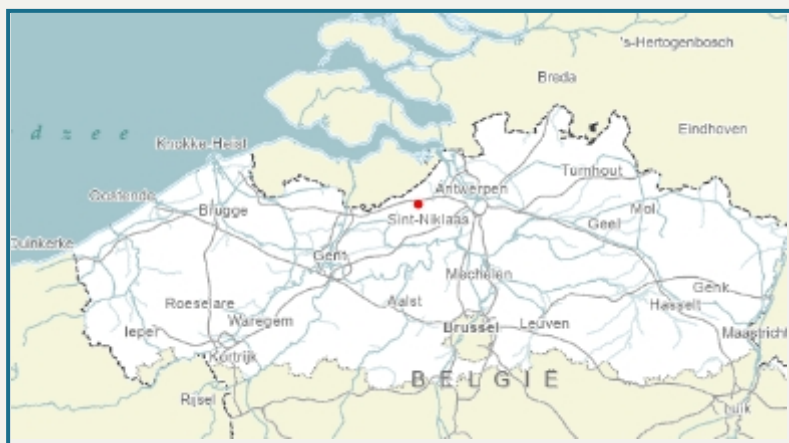 's-Hertogenbosch
Breda
d z e e
Eindhoven
Knokke-Heist
Turnhout
Oostende
Antwerpen
Brugge
Mol
Sint-Niklaas
Geel
Duinkerke
Gent
Mechelen
Genk
Roeselare
Aalst
Hasselt
Ieper
Waregem
Brussel
Leuven
Maastricht
Kortrijk
BELGIË
Rijsel
Luik